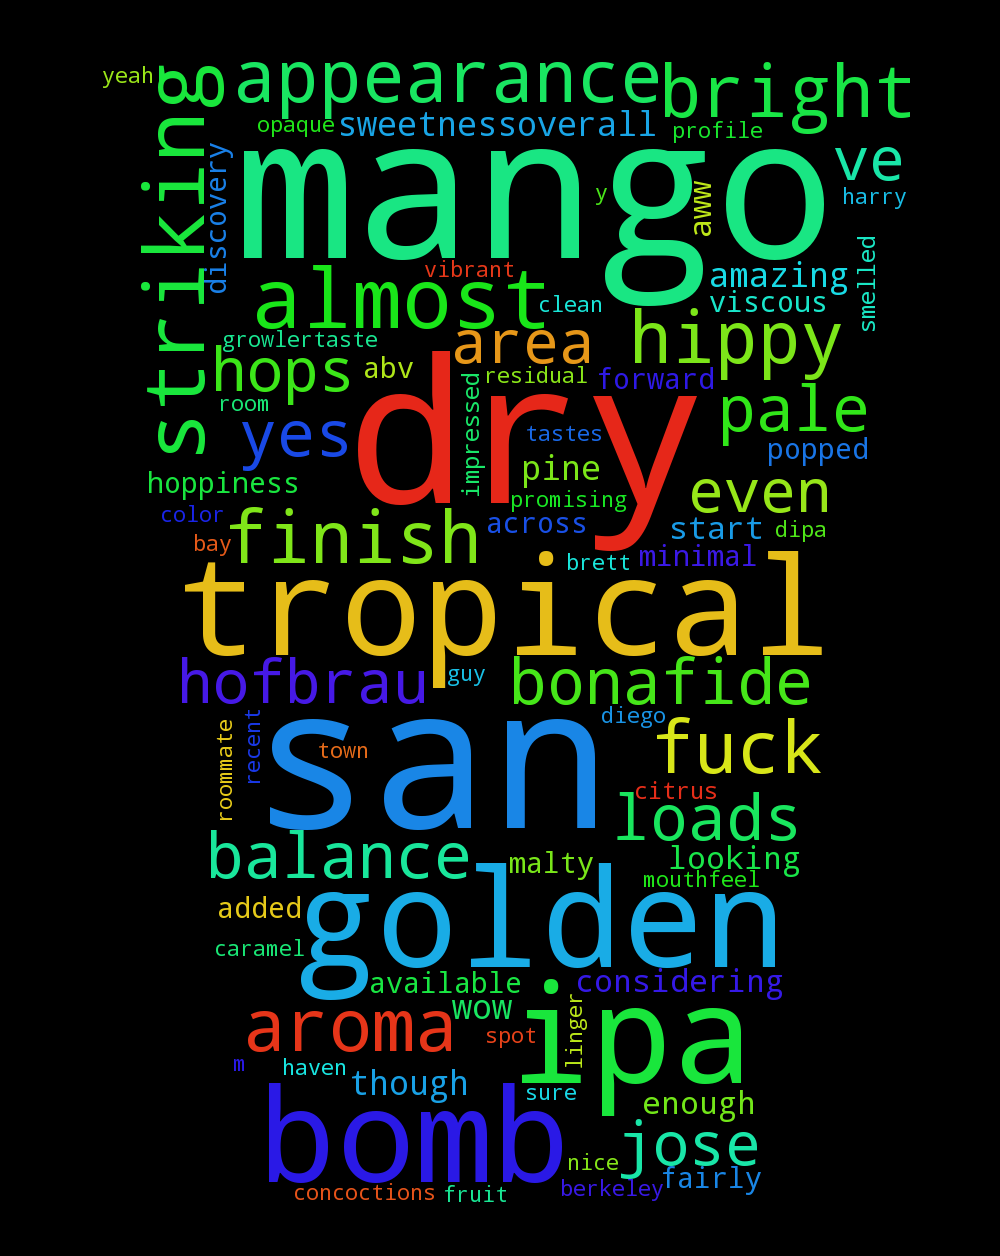 yeah
striking
appearance
bright
opaque
sweetnessoverall
profile
mango
ve
discovery
y
aww
harry
vibrant
amazing
smelled
almost
clean
viscous
growlertaste
area
hippy
hops
abv
residual
forward
room
dry
impressed
pale
yes
tastes
popped
pine
hoppiness
promising
even
color
finish
across
start
dipa
bay
brett
minimal
tropical
hofbrau
guy
bonafide
san
diego
recent
roommate
town
fuck
citrus
loads
balance
malty
looking
mouthfeel
golden
added
caramel
available
considering
wow
ipa
aroma
spot
linger
m
haven
though
sure
enough
bomb
jose
nice
fairly
concoctions
fruit
berkeley